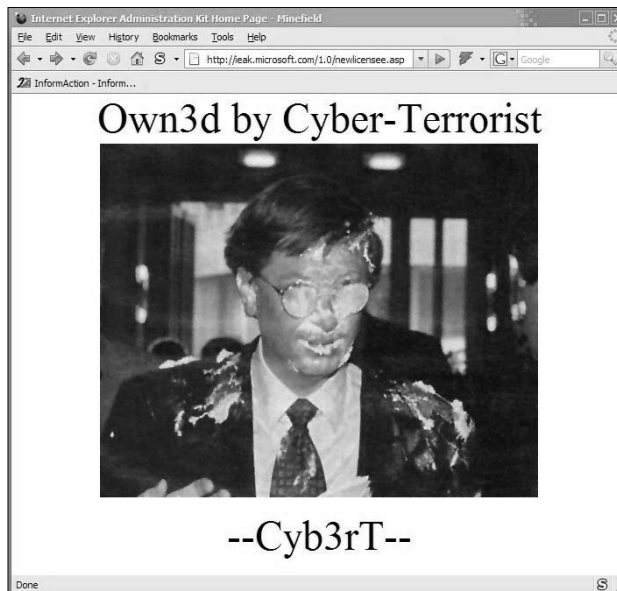 Internet Explorer Administration Kit Home Page - Minefield
File Edit View History Bookmarks Tools Help
http://ieak.microsoft.com/1.0/newlicensee.asp
G Google
InformAction - Inform...
Own3d by Cyber-Terrorist
--Cyb3rT--
Done